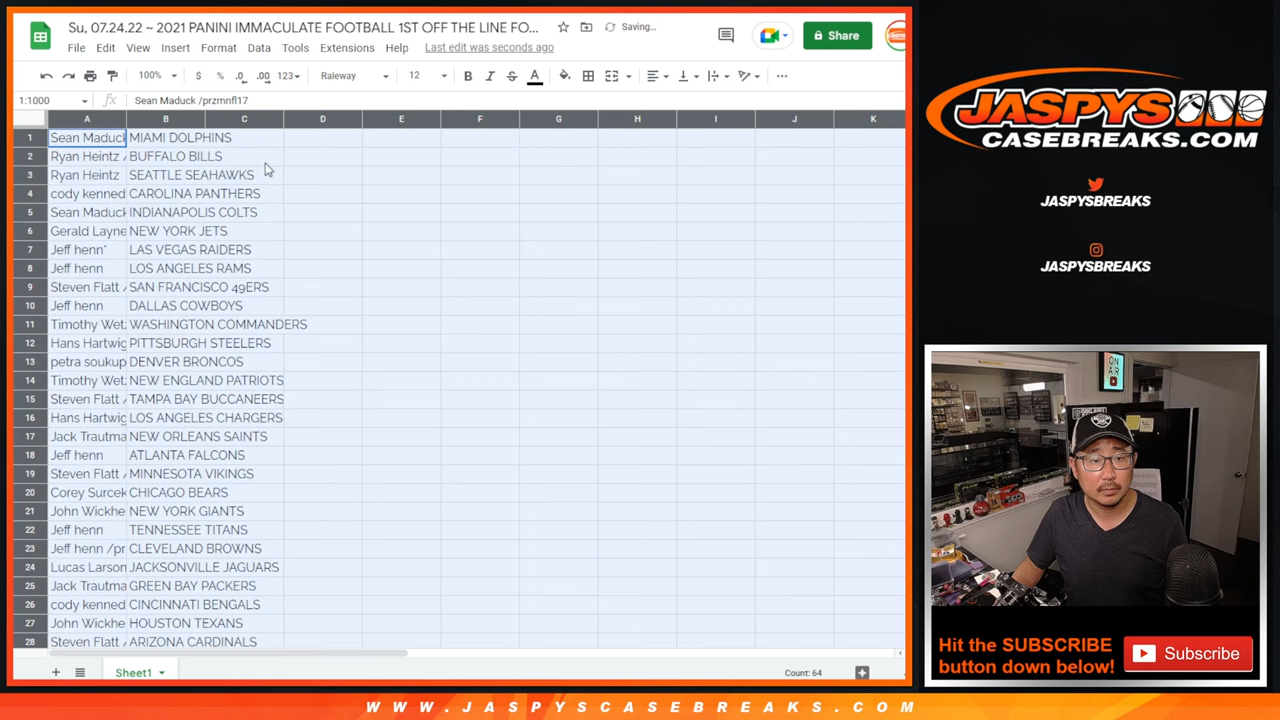 Su, 07.24.22 ~ 2021 PANINI IMMACULATE FOOTBALL 1ST OFF THE LINE FO...
Saving...
Share
File Edit View Insert Format Data Tools Extensions Help Last edit was seconds ago
100% $ % .0 .00 123 Raleway 12 B I S A
1:1000 fx Sean Maduck /przmnfl17
A B C D E F G H I J K
1 Sean Maduck MIAMI DOLPHINS
2 Ryan Heintz / BUFFALO BILLS
3 Ryan Heintz SEATTLE SEAHAWKS
4 cody kenned CAROLINA PANTHERS
5 Sean Maduck INDIANAPOLIS COLTS
6 Gerald Layne NEW YORK JETS
7 Jeff henn* LAS VEGAS RAIDERS
8 Jeff henn LOS ANGELES RAMS
9 Steven Flatt / SAN FRANCISCO 49ERS
10 Jeff henn DALLAS COWBOYS
11 Timothy Wetz WASHINGTON COMMANDERS
12 Hans Hartwig PITTSBURGH STEELERS
13 petra soukup DENVER BRONCOS
14 Timothy Wetz NEW ENGLAND PATRIOTS
15 Steven Flatt / TAMPA BAY BUCCANEERS
16 Hans Hartwig LOS ANGELES CHARGERS
17 Jack Trautma NEW ORLEANS SAINTS
18 Jeff henn ATLANTA FALCONS
19 Steven Flatt / MINNESOTA VIKINGS
20 Corey Surcek CHICAGO BEARS
21 John Wickhe NEW YORK GIANTS
22 Jeff henn TENNESSEE TITANS
23 Jeff henn /pr CLEVELAND BROWNS
24 Lucas Larson JACKSONVILLE JAGUARS
25 Jack Trautma GREEN BAY PACKERS
26 cody kenned CINCINNATI BENGALS
27 John Wickhe HOUSTON TEXANS
28 Steven Flatt / ARIZONA CARDINALS
Sheet1
Count: 64
JASPYS
CASEBREAKS.COM
JASPYSBREAKS
JASPYSBREAKS
ON
AIR
Hit the SUBSCRIBE
button down below!
Subscribe
WWW.JASPYSCASEBREAKS.COM